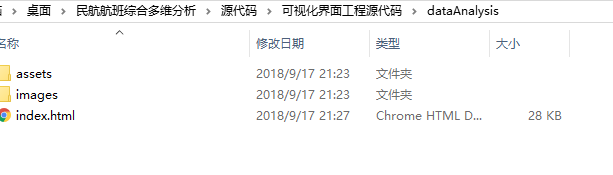 桌面 > 民航航班综合多维分析 > 源代码 > 可视化界面工程源代码 > dataAnalysis
名称 修改日期 类型 大小
assets 2018/9/17 21:23 文件夹
images 2018/9/17 21:23 文件夹
index.html 2018/9/17 21:27 Chrome HTML D... 28 KB